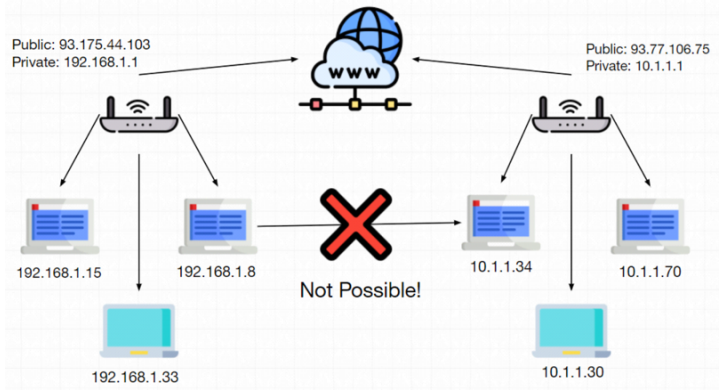 Public: 93.175.44.103
Private: 192.168.1.1
WWW
Public: 93.77.106.75
Private: 10.1.1.1
192.168.1.15
192.168.1.8
10.1.1.34
10.1.1.70
Not Possible!
192.168.1.33
10.1.1.30